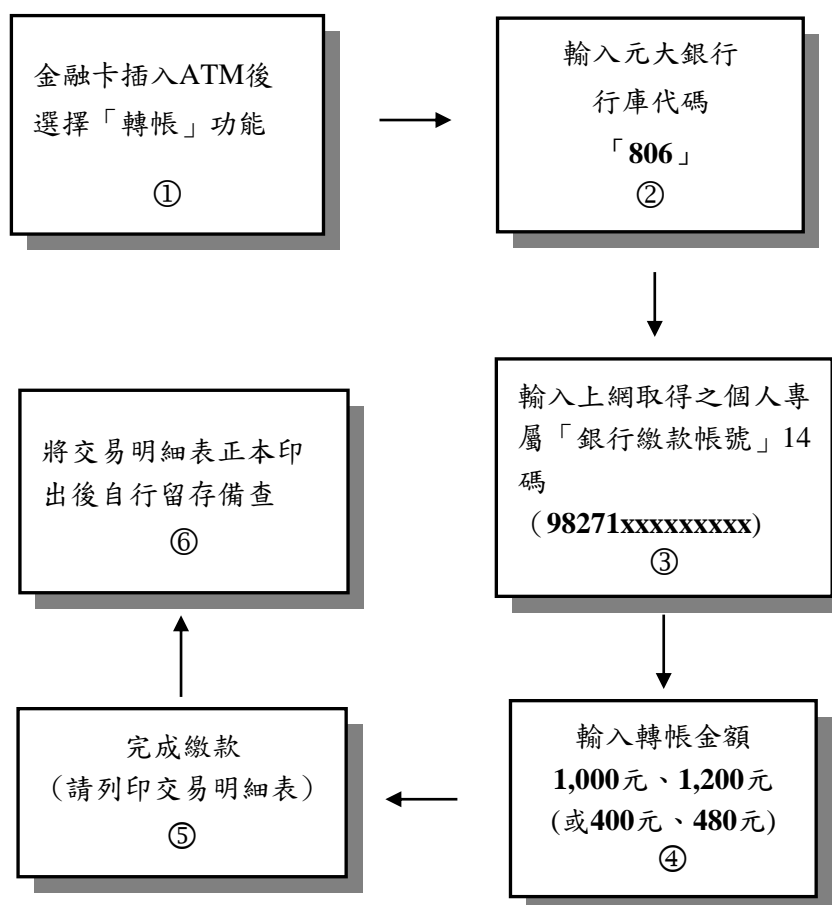 金融卡插入ATM後
選擇「轉帳」功能
①
輸入元大銀行
行庫代碼
「806」
②
輸入上網取得之個人專
屬「銀行繳款帳號」14
碼
（98271xxxxxxxxx)
③
輸入轉帳金額
1,000元、1,200元
(或400元、480元)
④
完成繳款
（請列印交易明細表）
⑤
將交易明細表正本印
出後自行留存備查
⑥